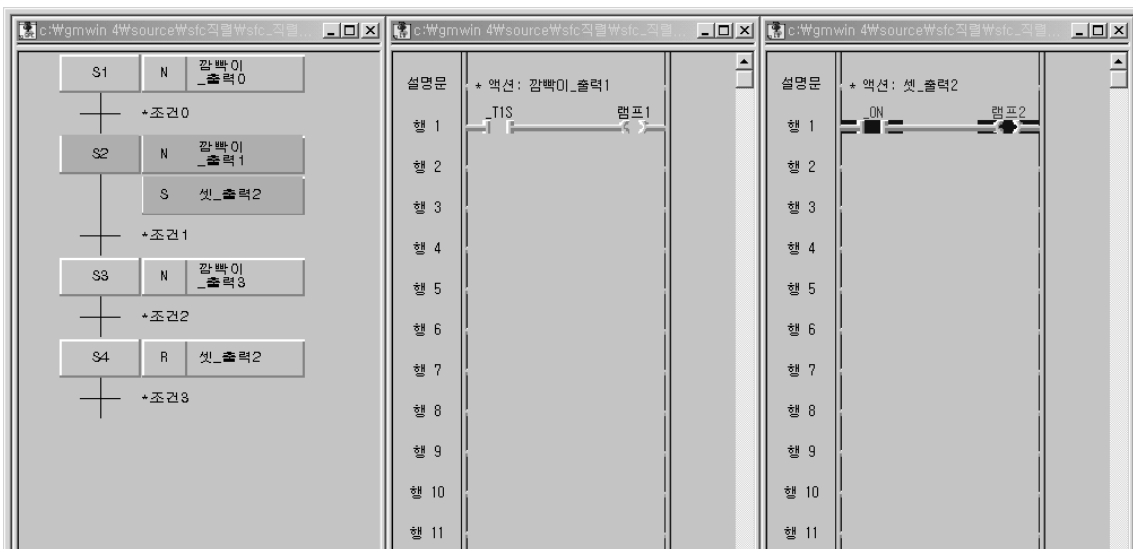 c:\gmwin 4\source\sfc직렬\sfc_직렬...
S1 N 깜빡이
_출력0
*조건0
S2 N 깜빡이
_출력1
S 셋_출력2
*조건1
S3 N 깜빡이
_출력3
*조건2
S4 R 셋_출력2
*조건3
c:\gmwin 4\source\sfc직렬\sfc_직렬...
설명문 * 액션: 깜빡이_출력1
_T1S 램프1
행 1
행 2
행 3
행 4
행 5
행 6
행 7
행 8
행 9
행 10
행 11
c:\gmwin 4\source\sfc직렬\sfc_직렬...
설명문 * 액션: 셋_출력2
_ON 램프2
행 1
행 2
행 3
행 4
행 5
행 6
행 7
행 8
행 9
행 10
행 11